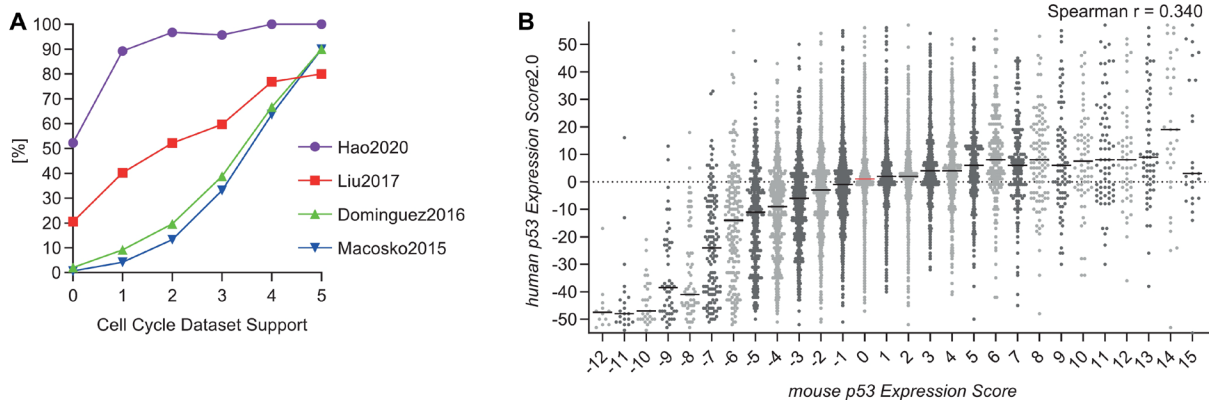 A
100
90
80
70
60
50
40
30
20
10
0
[%]
0 1 2 3 4 5
Cell Cycle Dataset Support
Hao2020
Liu2017
Dominguez2016
Macosko2015
B
Spearman r = 0.340
human p53 Expression Score2.0
50
40
30
20
10
0
-10
-20
-30
-40
-50
-12 -11 -10 -9 -8 -7 -6 -5 -4 -3 -2 -1 0 1 2 3 4 5 6 7 8 9 10 11 12 13 14 15
mouse p53 Expression Score